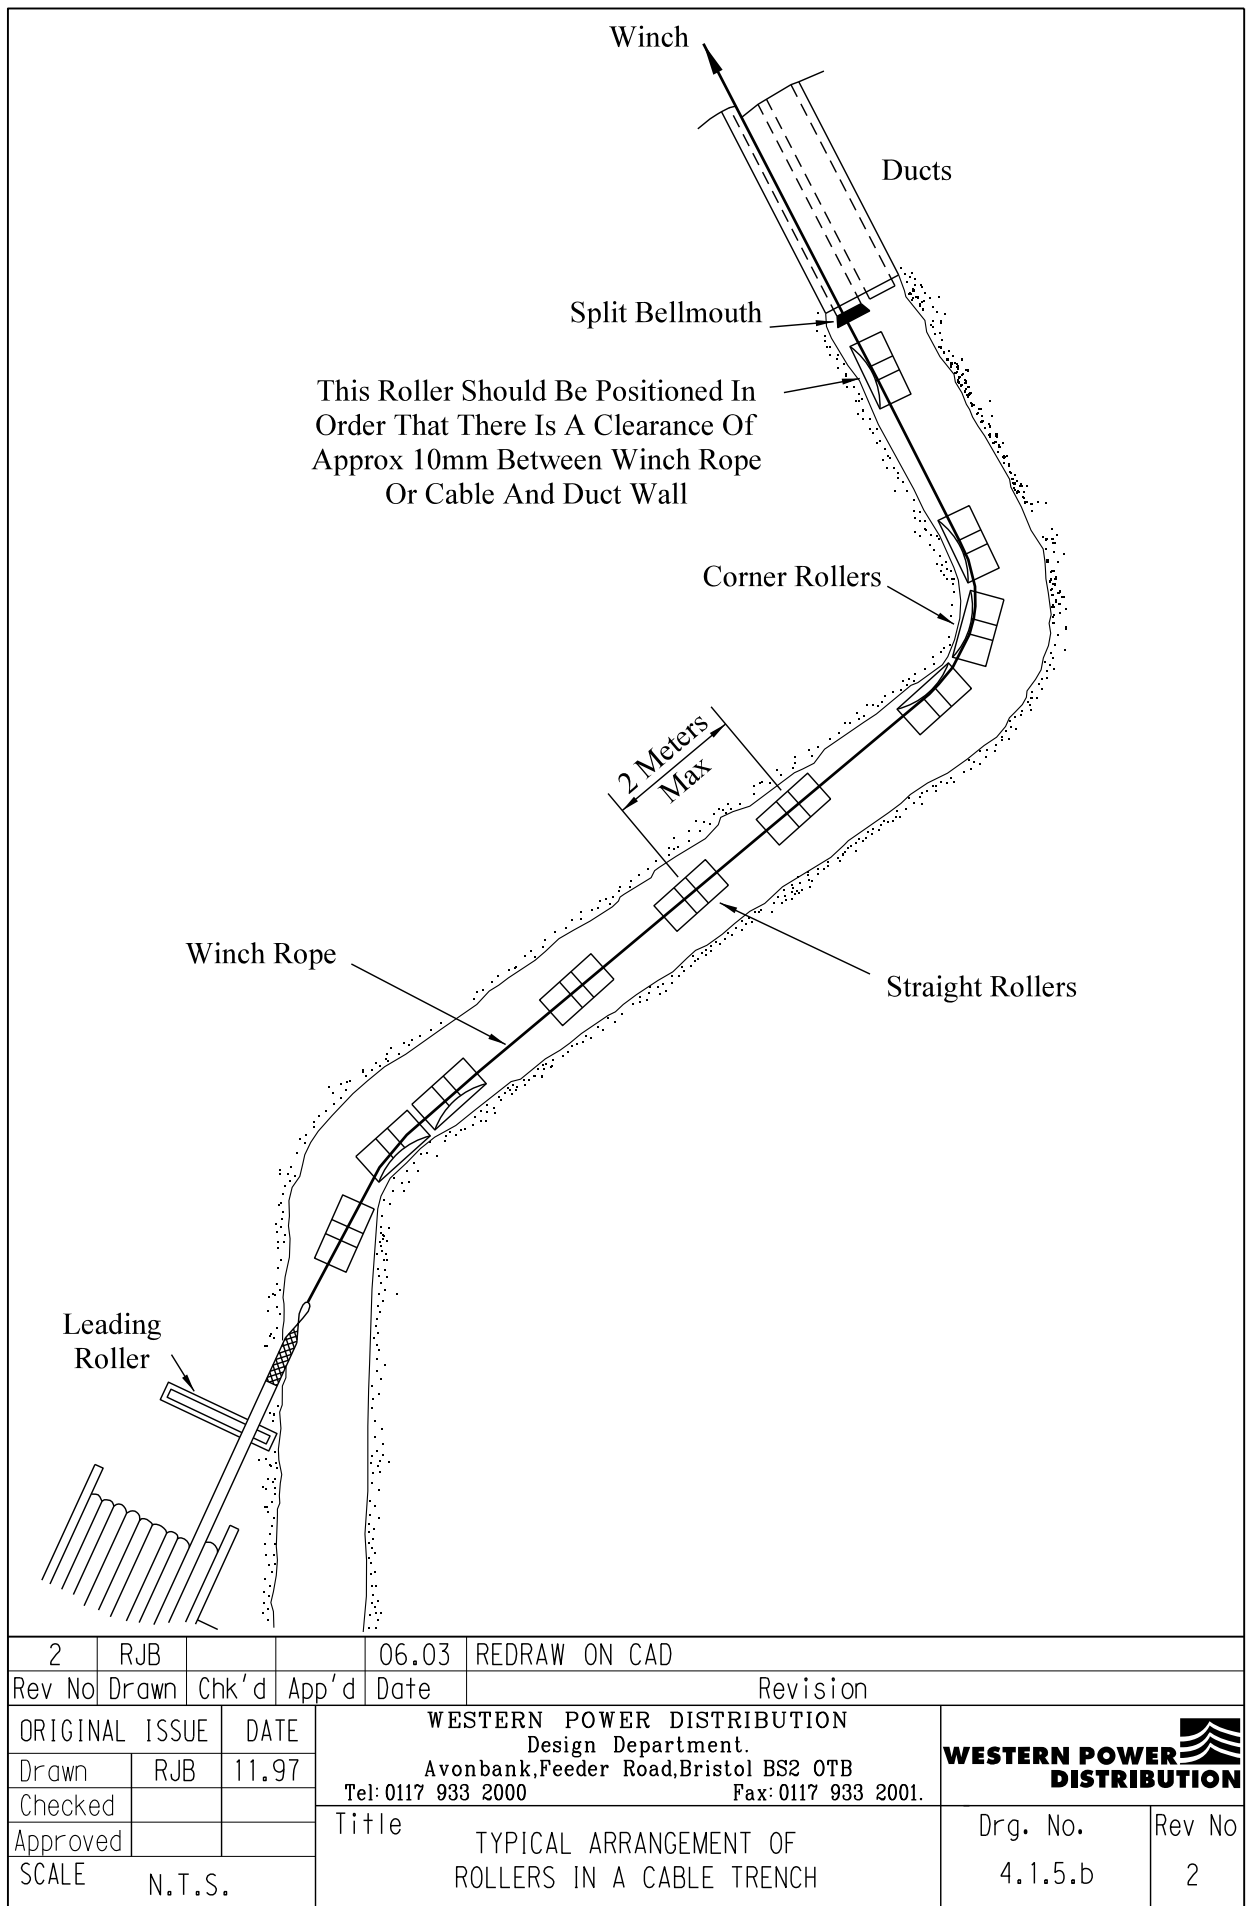 Winch
Ducts
Split Bellmouth
This Roller Should Be Positioned In
Order That There Is A Clearance Of
Approx 10mm Between Winch Rope
Or Cable And Duct Wall
Corner Rollers
2 Meters
Max
Winch Rope
Straight Rollers
Leading
Roller
2 RJB 06.03 REDRAW ON CAD
Rev No Drawn Chk'd App'd Date Revision
ORIGINAL ISSUE DATE
Drawn RJB 11.97
Checked
Approved
SCALE N.T.S.
WESTERN POWER DISTRIBUTION
Design Department.
Avonbank,Feeder Road,Bristol BS2 OTB
Tel: 0117 933 2000 Fax: 0117 933 2001.
Title
TYPICAL ARRANGEMENT OF
ROLLERS IN A CABLE TRENCH
WESTERN POWER
DISTRIBUTION
Drg. No.
4.1.5.b
Rev No
2